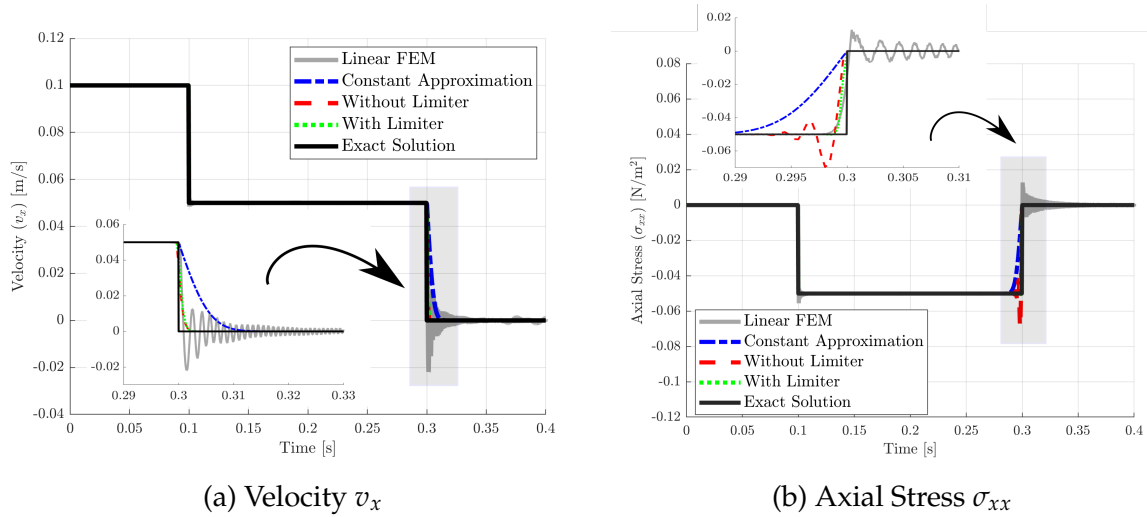 0.12
0.1
0.08
0.06
0.04
0.02
0
-0.02
-0.04
Velocity (vₓ) [m/s]
Linear FEM
Constant Approximation
Without Limiter
With Limiter
Exact Solution
0.06
0.04
0.02
0
-0.02
0.29 0.3 0.31 0.32 0.33
0 0.05 0.1 0.15 0.2 0.25 0.3 0.35 0.4
Time [s]
(a) Velocity vₓ
0.02
0
-0.02
-0.04
-0.06
0.29 0.295 0.3 0.305 0.31
0.08
0.06
0.04
0.02
0
-0.02
-0.04
-0.06
-0.08
-0.1
-0.12
Axial Stress (σₓₓ) [N/m²]
Linear FEM
Constant Approximation
Without Limiter
With Limiter
Exact Solution
0 0.05 0.1 0.15 0.2 0.25 0.3 0.35 0.4
Time [s]
(b) Axial Stress σₓₓ